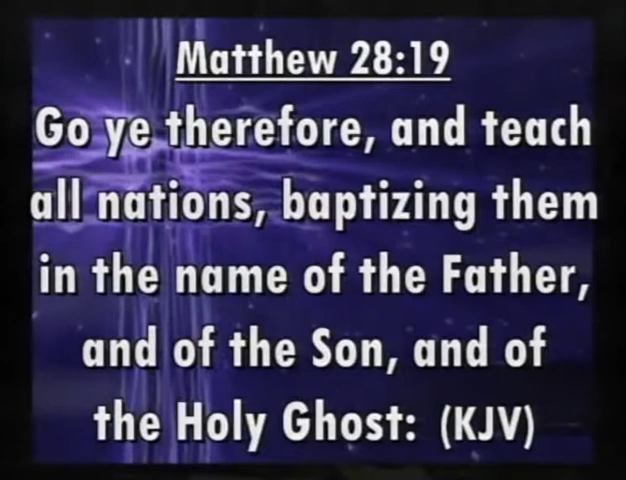 Matthew 28:19
Go ye therefore, and teach
all nations, baptizing them
in the name of the Father,
and of the Son, and of
the Holy Ghost: (KJV)